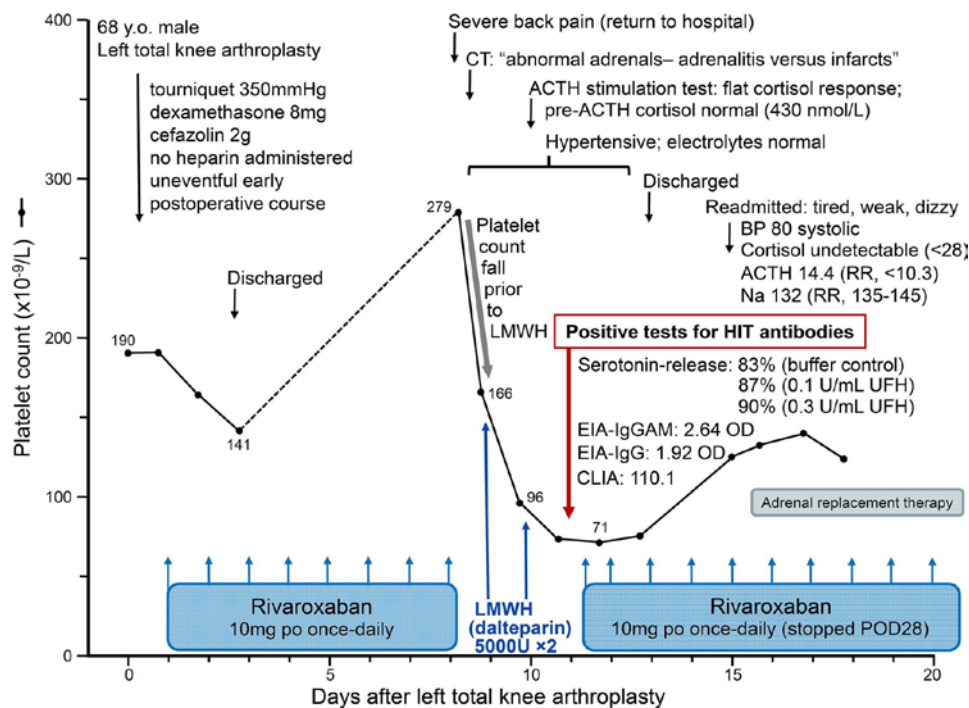 400
300
200
100
0
Platelet count (x10⁻⁹/L)
68 y.o. male
Left total knee arthroplasty
tourniquet 350mmHg
dexamethasone 8mg
cefazolin 2g
no heparin administered
uneventful early
postoperative course
Discharged
190
141
279
Severe back pain (return to hospital)
CT: “abnormal adrenals– adrenalitis versus infarcts”
ACTH stimulation test: flat cortisol response;
pre-ACTH cortisol normal (430 nmol/L)
Hypertensive; electrolytes normal
Discharged
Readmitted: tired, weak, dizzy
BP 80 systolic
Cortisol undetectable (<28)
ACTH 14.4 (RR, <10.3)
Na 132 (RR, 135-145)
Platelet
count
fall
prior
to
LMWH
Positive tests for HIT antibodies
Serotonin-release: 83% (buffer control)
87% (0.1 U/mL UFH)
90% (0.3 U/mL UFH)
EIA-IgGAM: 2.64 OD
EIA-IgG: 1.92 OD
CLIA: 110.1
166
96
71
Adrenal replacement therapy
Rivaroxaban
10mg po once-daily
LMWH
(dalteparin)
5000U ×2
Rivaroxaban
10mg po once-daily (stopped POD28)
0
5
10
15
20
Days after left total knee arthroplasty